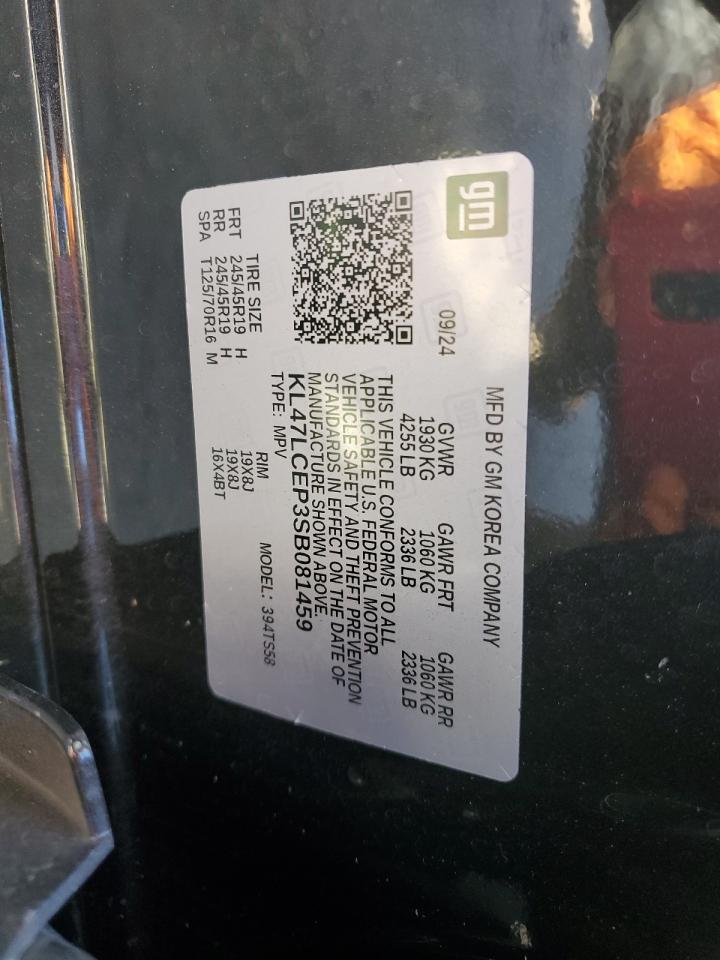 gm
MFD BY GM KOREA COMPANY
09/24
GVWR GAWR FRT GAWR RR
1930 KG 1060 KG 1060 KG
4255 LB 2336 LB 2336 LB
THIS VEHICLE CONFORMS TO ALL
APPLICABLE U.S. FEDERAL MOTOR
VEHICLE SAFETY AND THEFT PREVENTION
STANDARDS IN EFFECT ON THE DATE OF
MANUFACTURE SHOWN ABOVE.
KL47LCEP3SB081459
TYPE: MPV MODEL: 394TS58
TIRE SIZE RIM
FRT 245/45R19 H 19X8J
RR 245/45R19 H 19X8J
SPA T125/70R16 M 16X4BT